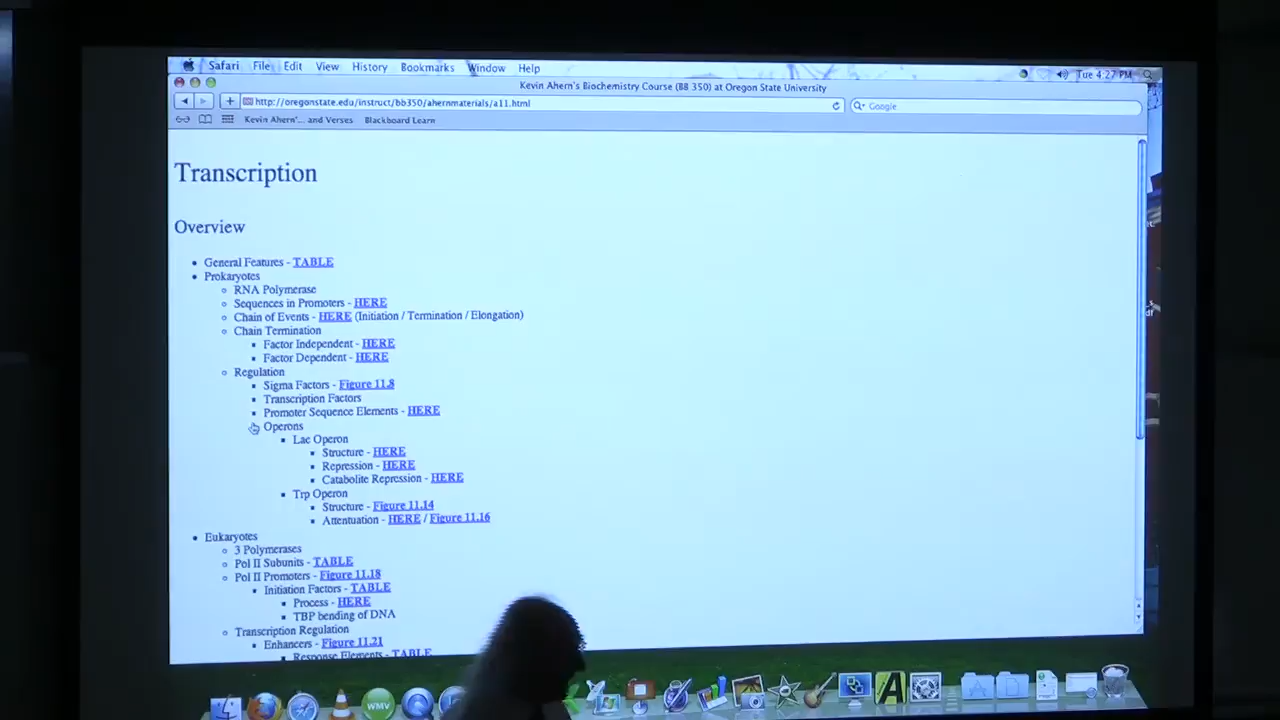 Safari File Edit View History Bookmarks Window Help Tue 4:27 PM
Kevin Ahern's Biochemistry Course (BB 350) at Oregon State University
http://oregonstate.edu/instruct/bb350/ahernmaterials/a11.html Google
Kevin Ahern'... and Verses Blackboard Learn
Transcription
Overview
General Features - TABLE
Prokaryotes
RNA Polymerase
Sequences in Promoters - HERE
Chain of Events - HERE (Initiation / Termination / Elongation)
Chain Termination
Factor Independent - HERE
Factor Dependent - HERE
Regulation
Sigma Factors - Figure 11.8
Transcription Factors
Promoter Sequence Elements - HERE
Operons
Lac Operon
Structure - HERE
Repression - HERE
Catabolite Repression - HERE
Trp Operon
Structure - Figure 11.14
Attentuation - HERE / Figure 11.16
Eukaryotes
3 Polymerases
Pol II Subunits - TABLE
Pol II Promoters - Figure 11.18
Initiation Factors - TABLE
Process - HERE
TBP bending of DNA
Transcription Regulation
Enhancers - Figure 11.21
Response Elements - TABLE
WMV